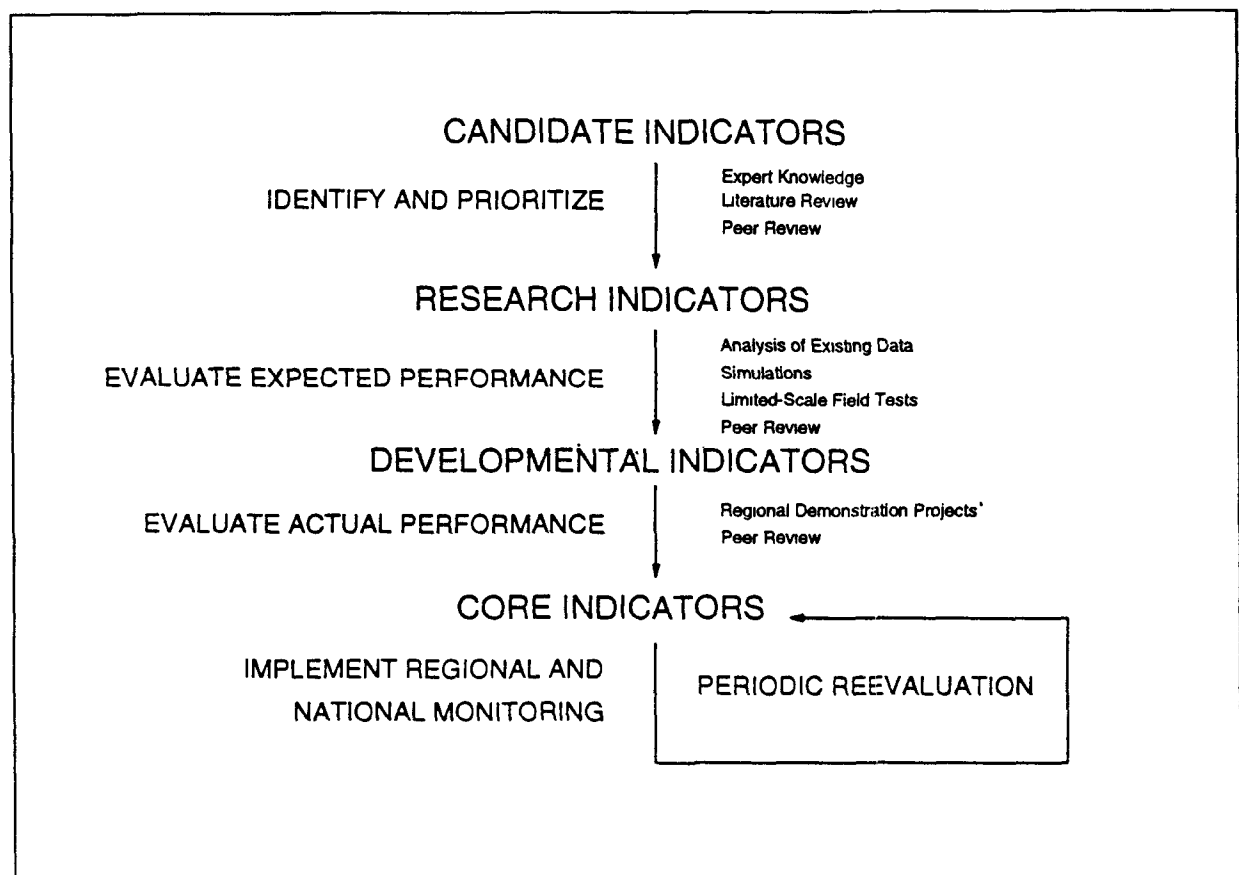 CANDIDATE INDICATORS
IDENTIFY AND PRIORITIZE
Expert Knowledge
Literature Review
Peer Review
RESEARCH INDICATORS
EVALUATE EXPECTED PERFORMANCE
Analysis of Existing Data
Simulations
Limited-Scale Field Tests
Peer Review
DEVELOPMENTAL INDICATORS
EVALUATE ACTUAL PERFORMANCE
Regional Demonstration Projects*
Peer Review
CORE INDICATORS
IMPLEMENT REGIONAL AND
NATIONAL MONITORING
PERIODIC REEVALUATION